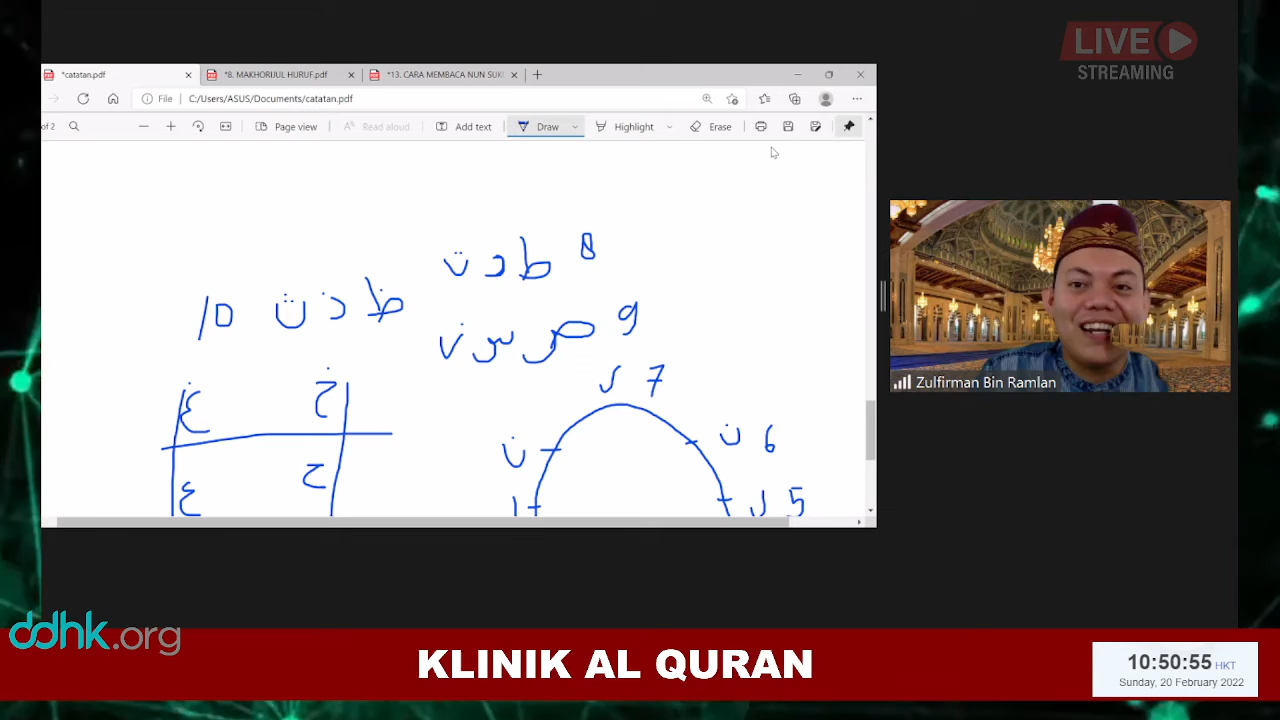 LIVE
STREAMING
*catatan.pdf
*8. MAKHORIJUL HURUF.pdf
*13. CARA MEMBACA NUN SUK
File
C:/Users/ASUS/Documents/catatan.pdf
of 2
Page view
Read aloud
Add text
Draw
Highlight
Erase
ط د ت 8
ظ ذ ث 10
ص س ز 9
7
ن 6
5
خ غ
ح ع
ن
Zulfirman Bin Ramlan
ddhk.org
KLINIK AL QURAN
10:50:55 HKT
Sunday, 20 February 2022